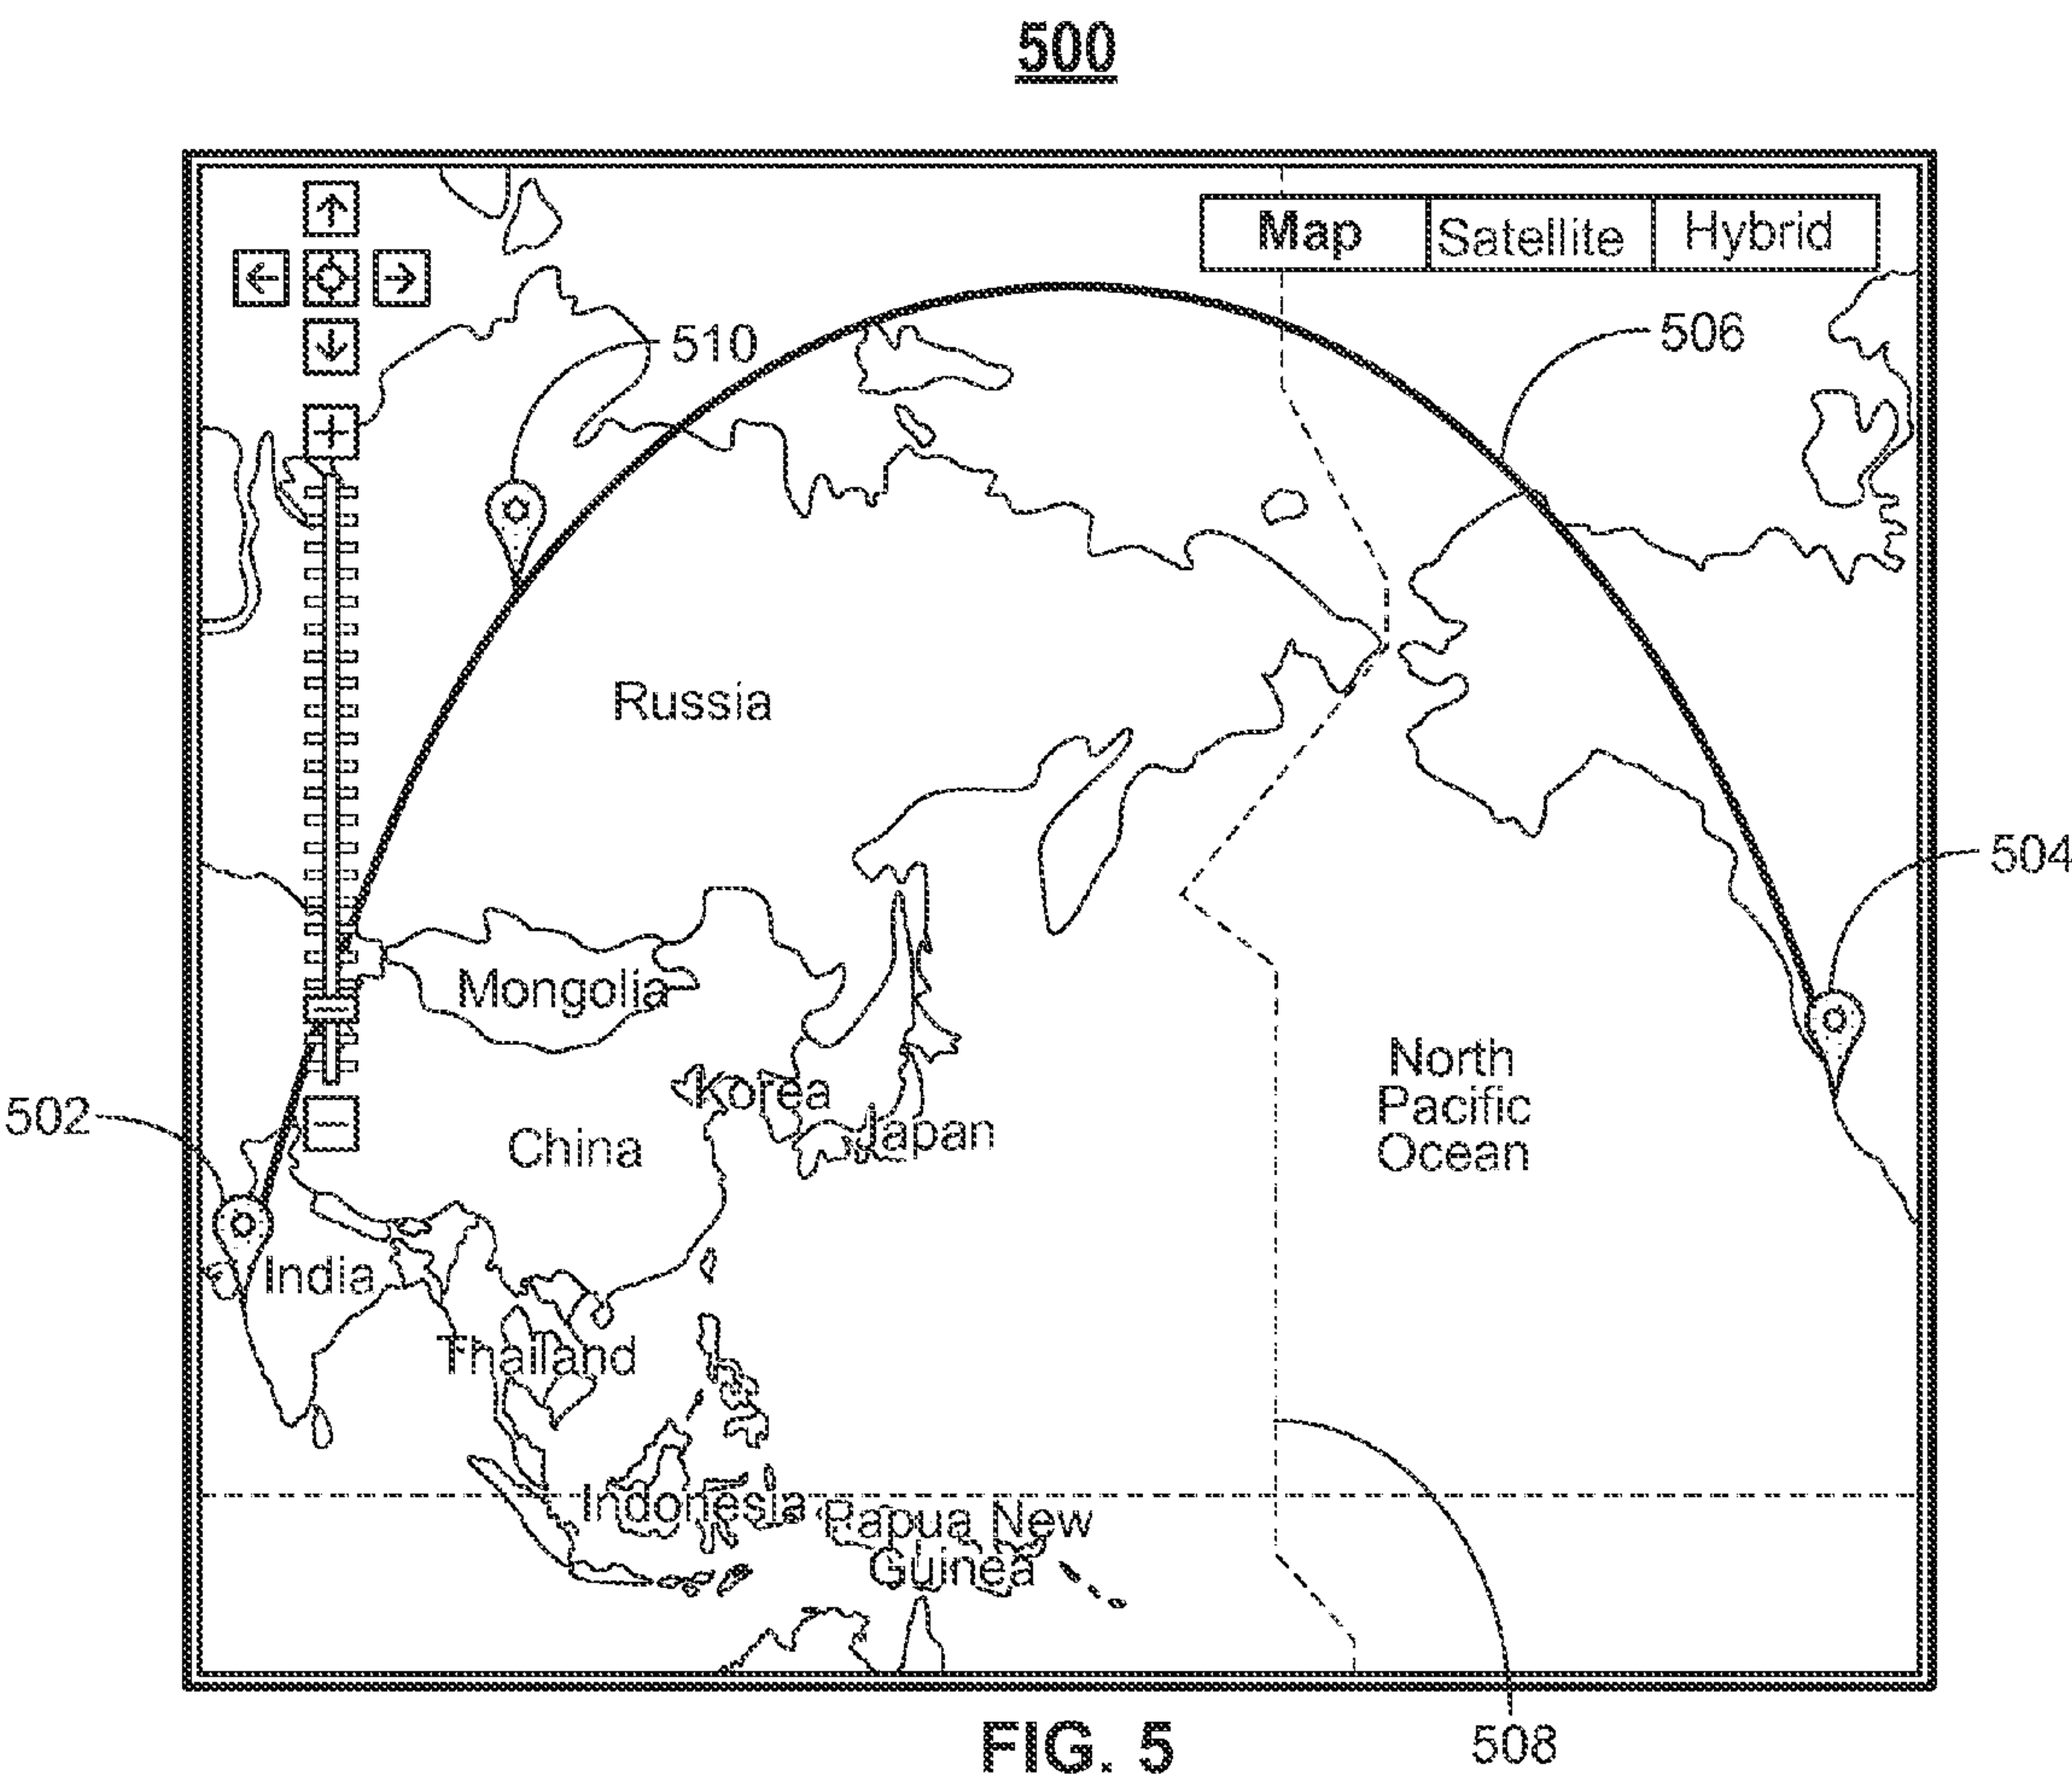 500
Map
Satellite
Hybrid
510
506
Russia
504
Mongolia
North
Pacific
Ocean
Korea
502
China
Japan
India
Thailand
Indonesia
Papua New
Guinea
FIG. 5
508